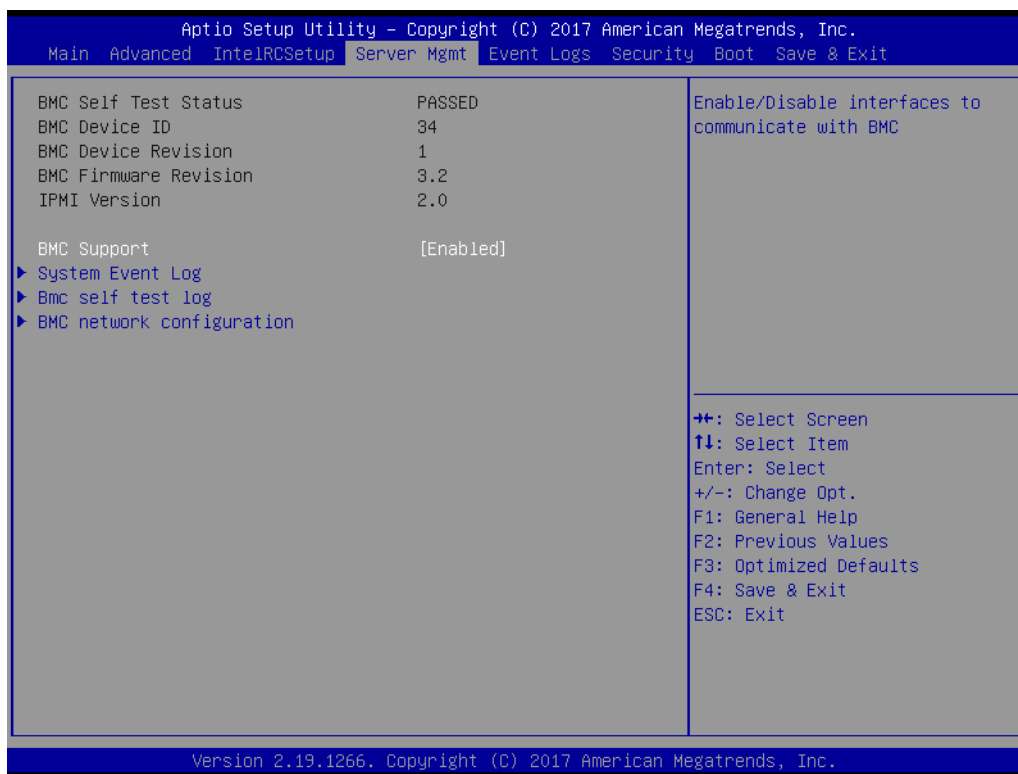 Aptio Setup Utility – Copyright (C) 2017 American Megatrends, Inc.
Main Advanced IntelRCSetup Server Mgmt Event Logs Security Boot Save & Exit
BMC Self Test Status PASSED
BMC Device ID 34
BMC Device Revision 1
BMC Firmware Revision 3.2
IPMI Version 2.0
BMC Support [Enabled]
▶ System Event Log
▶ Bmc self test log
▶ BMC network configuration
Enable/Disable interfaces to
communicate with BMC
→←: Select Screen
↑↓: Select Item
Enter: Select
+/-: Change Opt.
F1: General Help
F2: Previous Values
F3: Optimized Defaults
F4: Save & Exit
ESC: Exit
Version 2.19.1266. Copyright (C) 2017 American Megatrends, Inc.